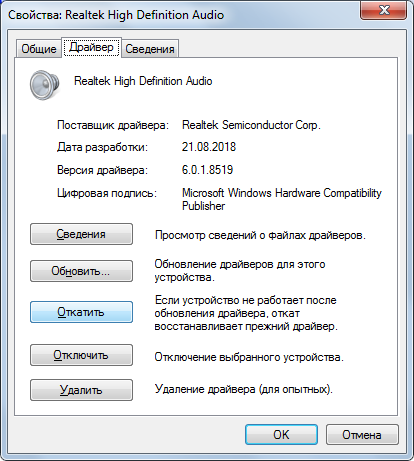 Свойства: Realtek High Definition Audio
Общие Драйвер Сведения
Realtek High Definition Audio
Поставщик драйвера: Realtek Semiconductor Corp.
Дата разработки: 21.08.2018
Версия драйвера: 6.0.1.8519
Цифровая подпись: Microsoft Windows Hardware Compatibility
Publisher
Сведения Просмотр сведений о файлах драйверов.
Обновить... Обновление драйверов для этого
устройства.
Откатить Если устройство не работает после
обновления драйвера, откат
восстанавливает прежний драйвер.
Отключить Отключение выбранного устройства.
Удалить Удаление драйвера (для опытных).
OK Отмена